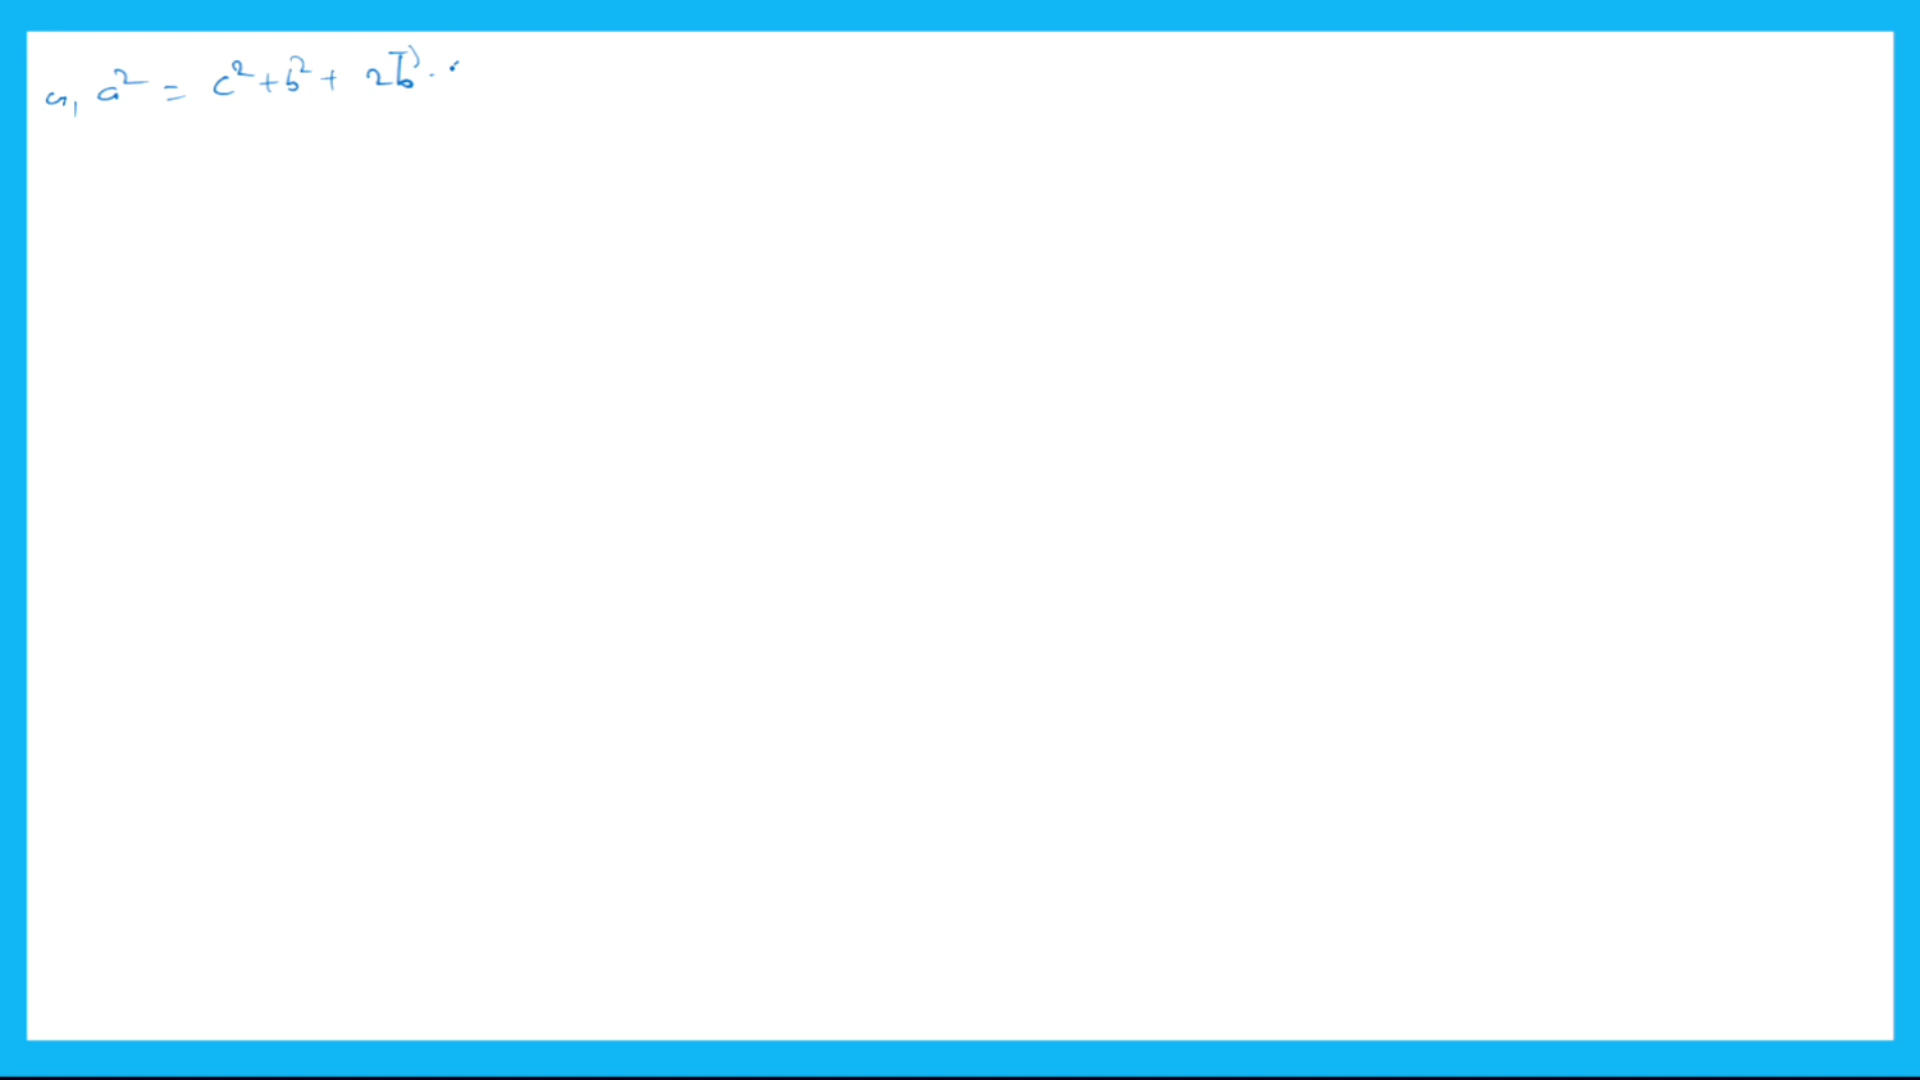 a² = c² + b² + 2b⃗ ·